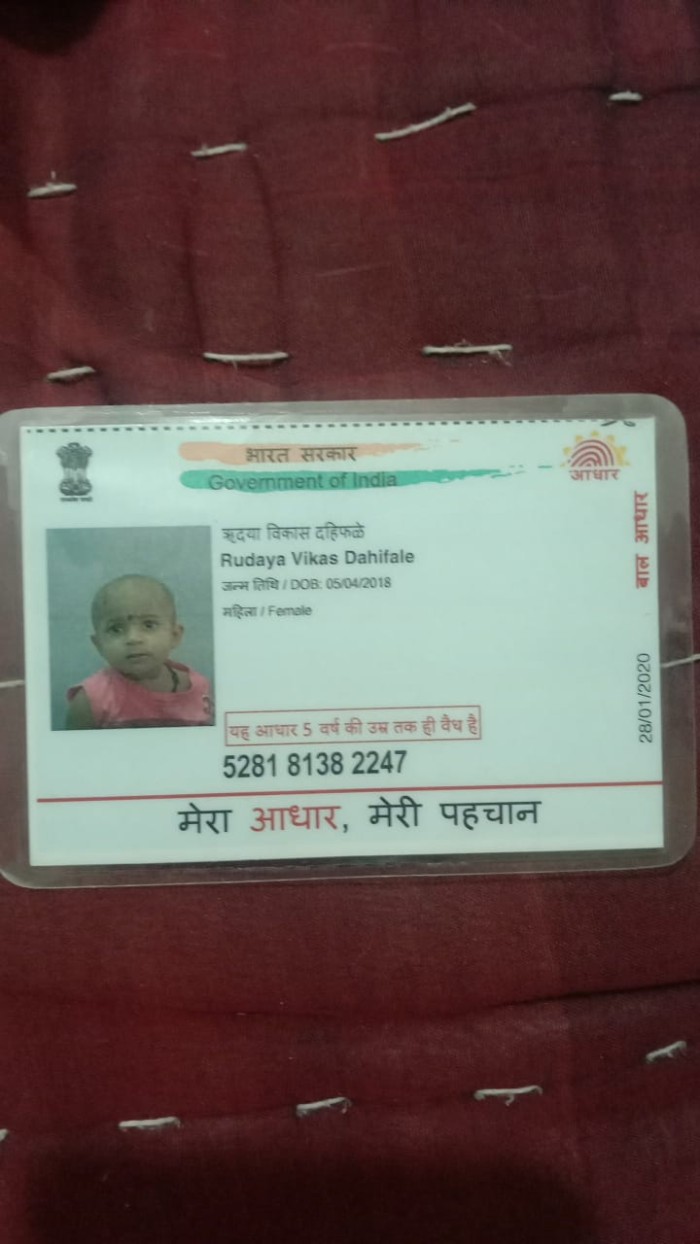 भारत सरकार
Government of India
आधार
ऋदया विकास दहिफळे
Rudaya Vikas Dahifale
जन्म तिथि / DOB: 05/04/2018
महिला / Female
यह आधार 5 वर्ष की उम्र तक ही वैध है
5281 8138 2247
मेरा आधार, मेरी पहचान
बाल आधार
28/01/2020